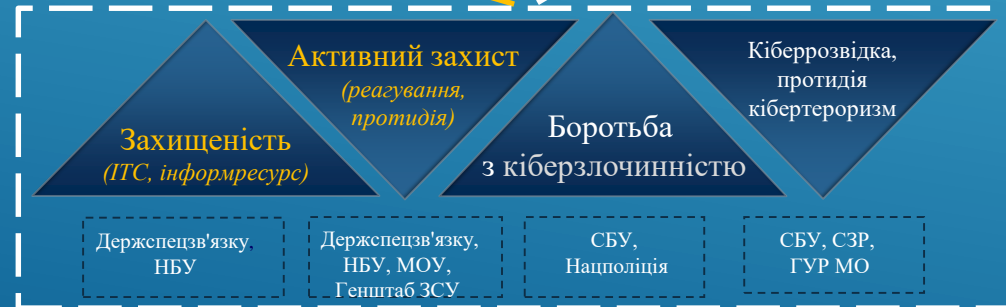 Захищеність
(ІТС, інформресурс)
Активний захист
(реагування,
протидія)
Боротьба
з кіберзлочинністю
Кіберрозвідка,
протидія
кібертероризм
Держспецзв'язку,
НБУ
Держспецзв'язку,
НБУ, МОУ,
Генштаб ЗСУ
СБУ,
Нацполіція
СБУ, СЗР,
ГУР МО